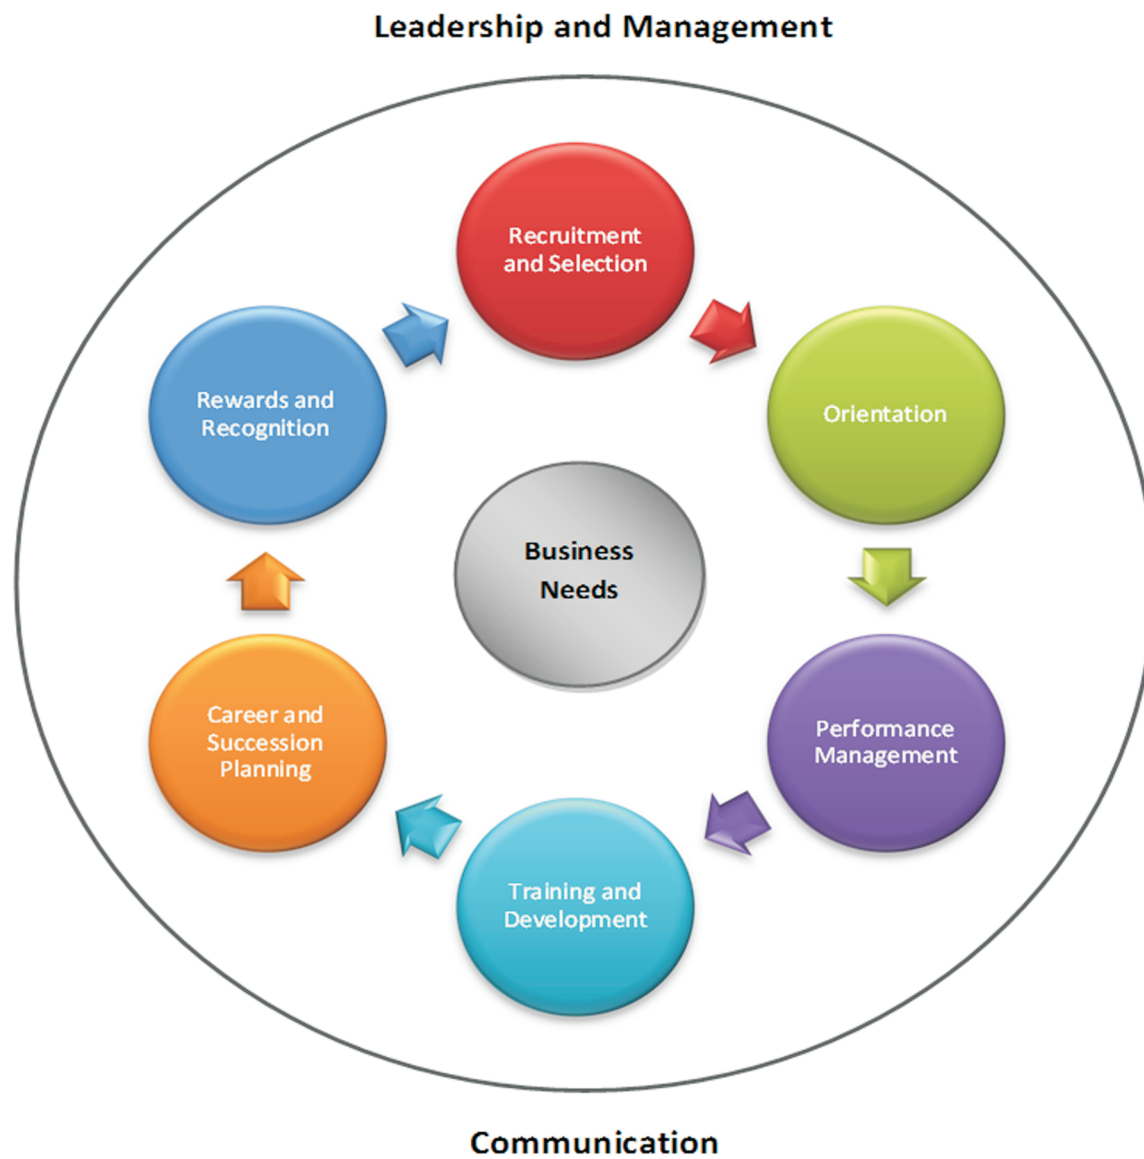 Leadership and Management
Recruitment
and Selection
Rewards and
Recognition
Orientation
Business
Needs
Career and
Succession
Planning
Performance
Management
Training and
Development
Communication